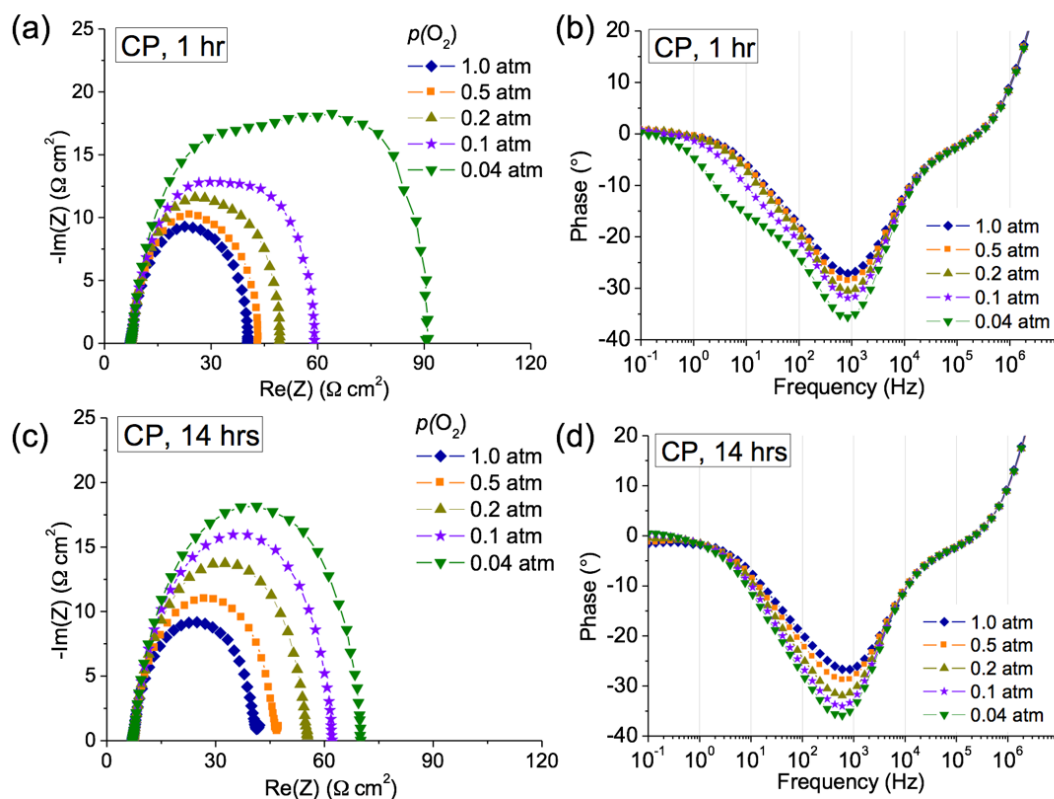 (a)
CP, 1 hr
p(O2)
1.0 atm
0.5 atm
0.2 atm
0.1 atm
0.04 atm
25
20
15
10
5
0
-Im(Z) (Ω cm²)
0
30
60
90
120
Re(Z) (Ω cm²)
(b)
CP, 1 hr
20
10
0
-10
-20
-30
-40
Phase (°)
1.0 atm
0.5 atm
0.2 atm
0.1 atm
0.04 atm
10⁻¹ 10⁰ 10¹ 10² 10³ 10⁴ 10⁵ 10⁶
Frequency (Hz)
(c)
CP, 14 hrs
p(O2)
1.0 atm
0.5 atm
0.2 atm
0.1 atm
0.04 atm
25
20
15
10
5
0
-Im(Z) (Ω cm²)
0
30
60
90
120
Re(Z) (Ω cm²)
(d)
CP, 14 hrs
20
10
0
-10
-20
-30
-40
Phase (°)
1.0 atm
0.5 atm
0.2 atm
0.1 atm
0.04 atm
10⁻¹ 10⁰ 10¹ 10² 10³ 10⁴ 10⁵ 10⁶
Frequency (Hz)